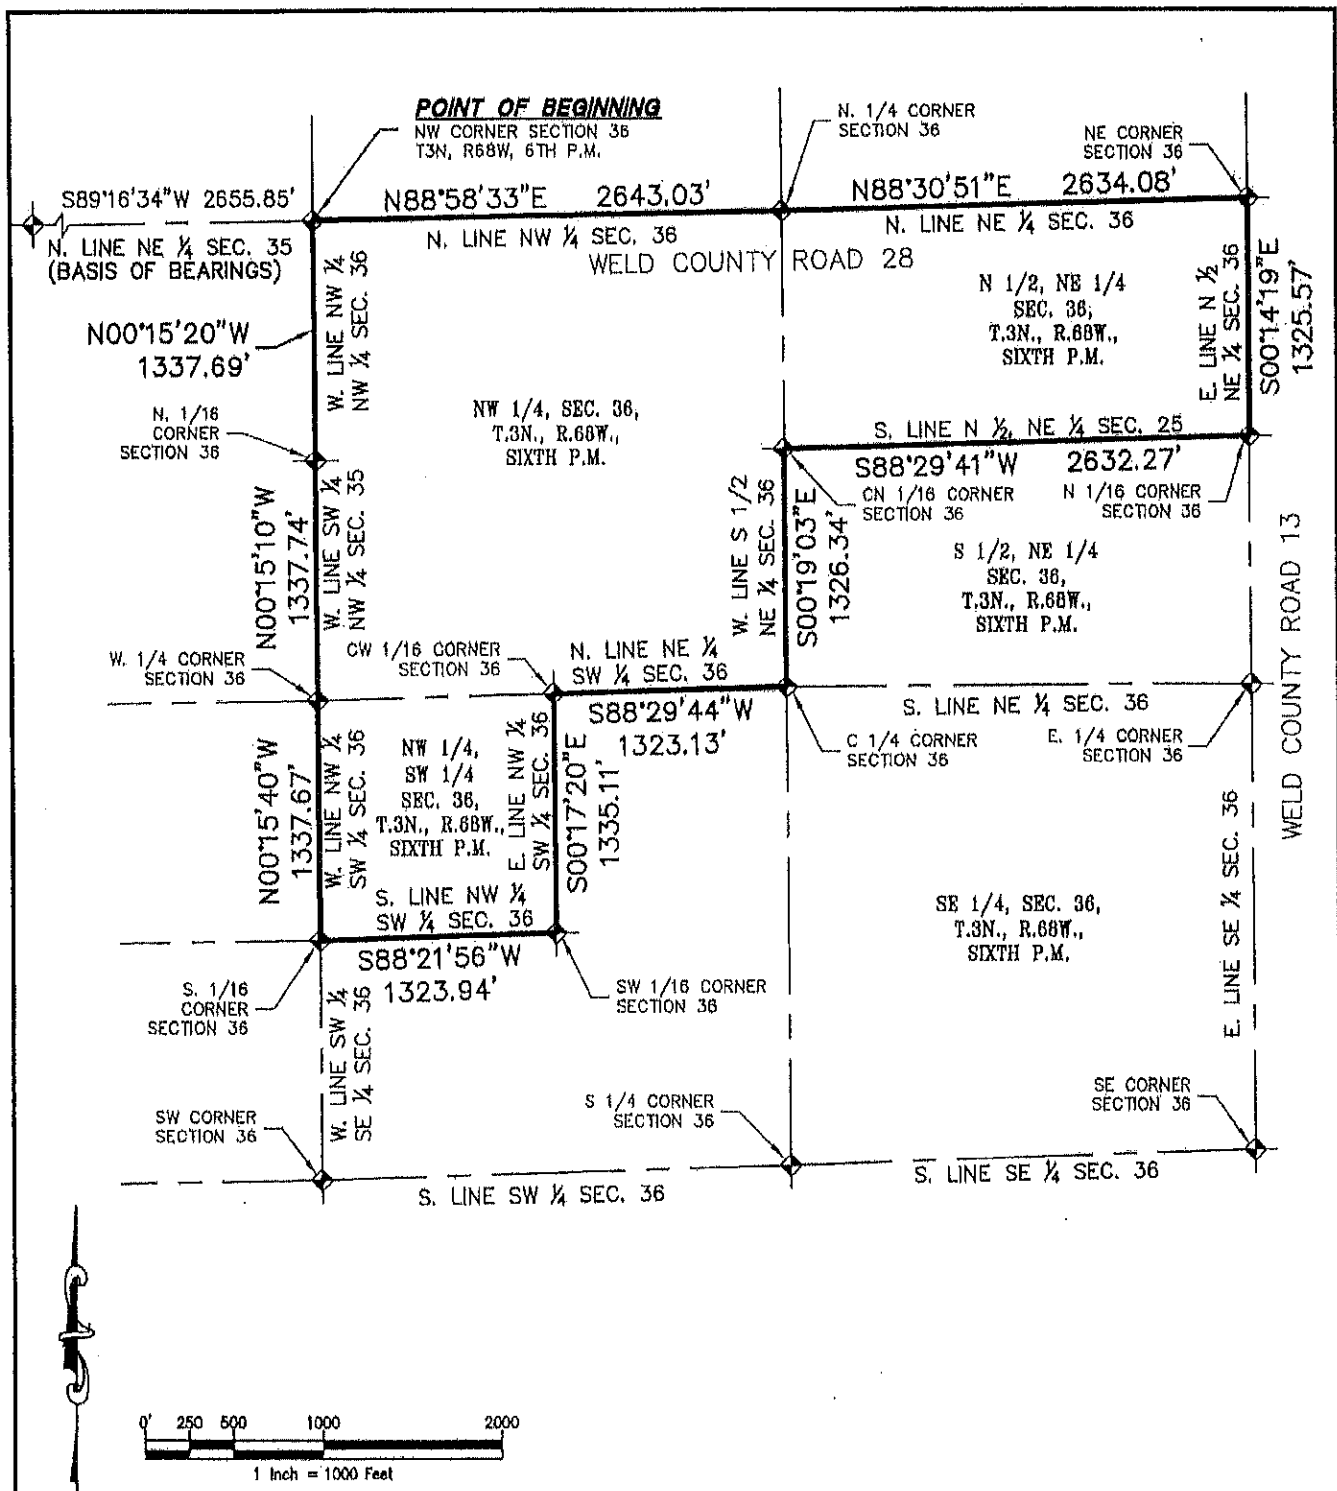 POINT OF BEGINNING
NW CORNER SECTION 36
T3N, R68W, 6TH P.M.
N. 1/4 CORNER
SECTION 36
NE CORNER
SECTION 36
S89°16'34"W 2655.85'
N. LINE NE ¼ SEC. 35
(BASIS OF BEARINGS)
N88°58'33"E 2643.03'
N. LINE NW ¼ SEC. 36
N88°30'51"E 2634.08'
N. LINE NE ¼ SEC. 36
WELD COUNTY ROAD 28
N00°15'20"W
1337.69'
W. LINE NW ¼
NW ¼ SEC. 36
N 1/2, NE 1/4
SEC. 36,
T.3N., R.68W.,
SIXTH P.M.
E. LINE N ½
NE ¼ SEC. 36
S00°14'19"E
1325.57'
N. 1/16
CORNER
SECTION 36
NW 1/4, SEC. 36,
T.3N., R.68W.,
SIXTH P.M.
S. LINE N ½, NE ¼ SEC. 25
S88°29'41"W 2632.27'
CN 1/16 CORNER
SECTION 36
N 1/16 CORNER
SECTION 36
N00°15'10"W
1337.74'
W. LINE SW ¼
NW ¼ SEC. 35
W. LINE S 1/2
NE ¼ SEC. 36
S00°19'03"E
1326.34'
S 1/2, NE 1/4
SEC. 36,
T.3N., R.68W.,
SIXTH P.M.
WELD COUNTY ROAD 13
W. 1/4 CORNER
SECTION 36
CW 1/16 CORNER
SECTION 36
N. LINE NE ¼
SW ¼ SEC. 36
S88°29'44"W
1323.13'
C 1/4 CORNER
SECTION 36
S. LINE NE ¼ SEC. 36
E. 1/4 CORNER
SECTION 36
N00°15'40"W
1337.67'
W. LINE NW ¼
SW ¼ SEC. 36
NW 1/4,
SW 1/4
SEC. 36,
T.3N., R.68W.,
SIXTH P.M.
E. LINE NW ¼
SW ¼ SEC. 36
S00°17'20"E
1335.11'
S. LINE NW ¼
SW ¼ SEC. 36
S88°21'56"W
1323.94'
SE 1/4, SEC. 36,
T.3N., R.68W.,
SIXTH P.M.
E. LINE SE ¼ SEC. 36
S. 1/16
CORNER
SECTION 36
SW 1/16 CORNER
SECTION 36
W. LINE SW ¼
SE ¼ SEC. 36
SW CORNER
SECTION 36
S 1/4 CORNER
SECTION 36
SE CORNER
SECTION 36
S. LINE SW ¼ SEC. 36
S. LINE SE ¼ SEC. 36
0' 250 500 1000 2000
1 Inch = 1000 Feet